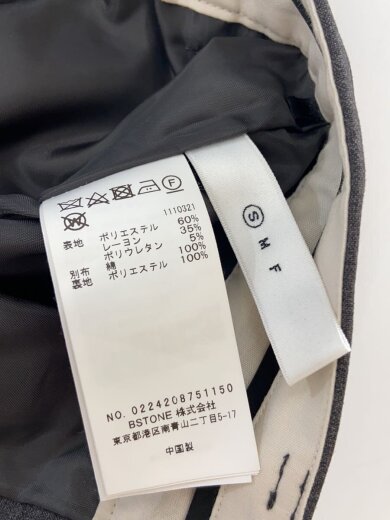 1110321
表地 ポリエステル 60%
レーヨン 35%
ポリウレタン 5%
別布 綿 100%
裏地 ポリエステル 100%
NO. 0224208751150
BSTONE 株式会社
東京都港区南青山二丁目5-17
中国製
Ⓢ M F